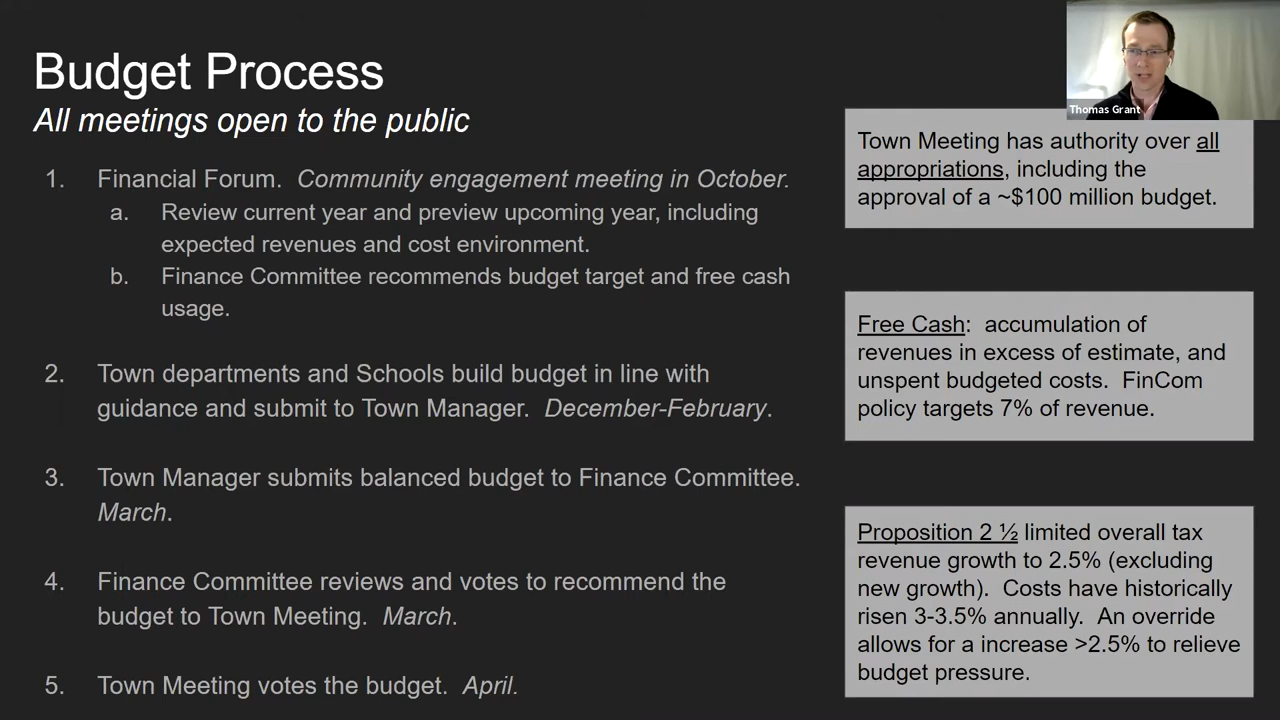 Budget Process
All meetings open to the public
1. Financial Forum. Community engagement meeting in October.
a. Review current year and preview upcoming year, including
expected revenues and cost environment.
b. Finance Committee recommends budget target and free cash
usage.
2. Town departments and Schools build budget in line with
guidance and submit to Town Manager. December-February.
3. Town Manager submits balanced budget to Finance Committee.
March.
4. Finance Committee reviews and votes to recommend the
budget to Town Meeting. March.
5. Town Meeting votes the budget. April.
Thomas Grant
Town Meeting has authority over all
appropriations, including the
approval of a ~$100 million budget.
Free Cash: accumulation of
revenues in excess of estimate, and
unspent budgeted costs. FinCom
policy targets 7% of revenue.
Proposition 2 ½ limited overall tax
revenue growth to 2.5% (excluding
new growth). Costs have historically
risen 3-3.5% annually. An override
allows for a increase >2.5% to relieve
budget pressure.